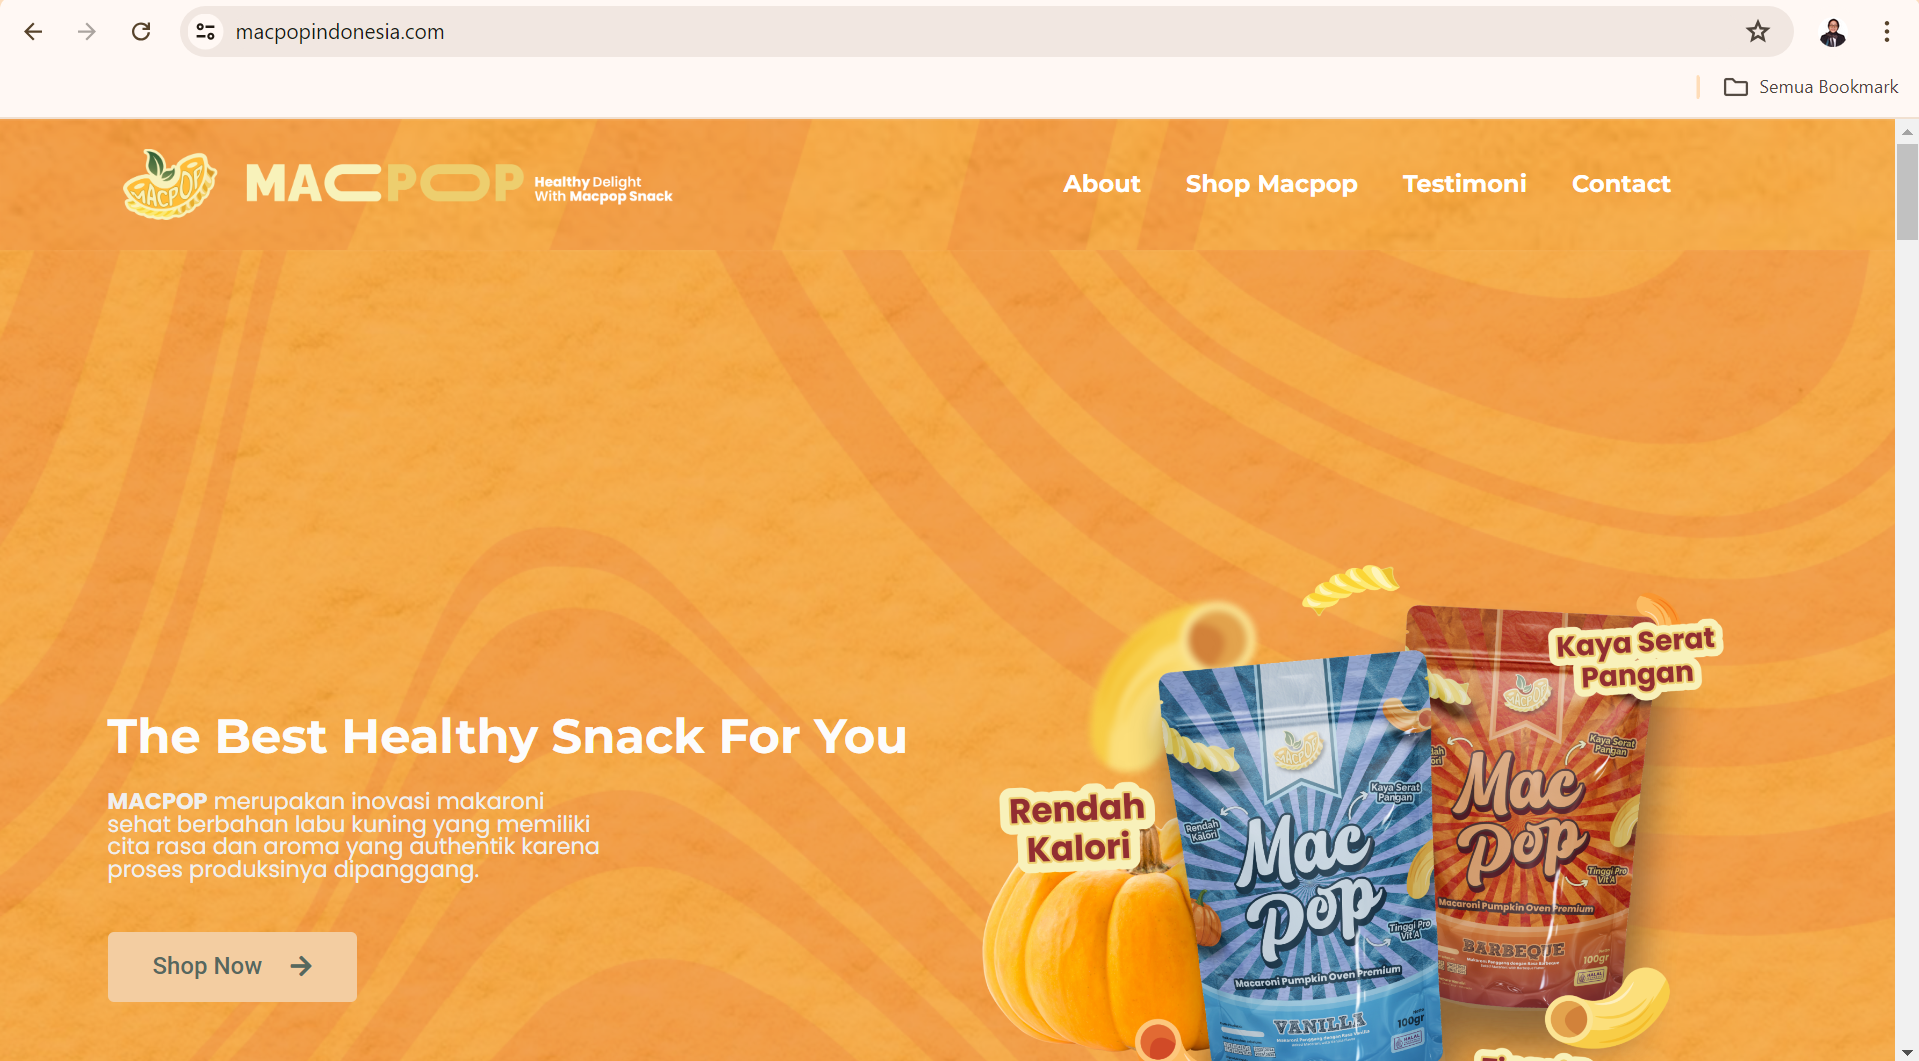 macpopindonesia.com
Semua Bookmark
MACPOP
MACPOP
Healthy Delight
With Macpop Snack
About
Shop Macpop
Testimoni
Contact
The Best Healthy Snack For You
MACPOP merupakan inovasi makaroni
sehat berbahan labu kuning yang memiliki
cita rasa dan aroma yang authentik karena
proses produksinya dipanggang.
Shop Now
Rendah
Kalori
Kaya Serat
Pangan
MACPOP
Rendah
Kalori
Kaya Serat
Pangan
Mac
Pop
Tinggi Pro
Vit A
Macaroni Pumpkin Oven Premium
VANILLA
100gr
MACPOP
Kaya Serat
Pangan
Mac
Pop
Tinggi Pro
Vit A
Macaroni Pumpkin Oven Premium
BARBEQUE
100gr
HALAL